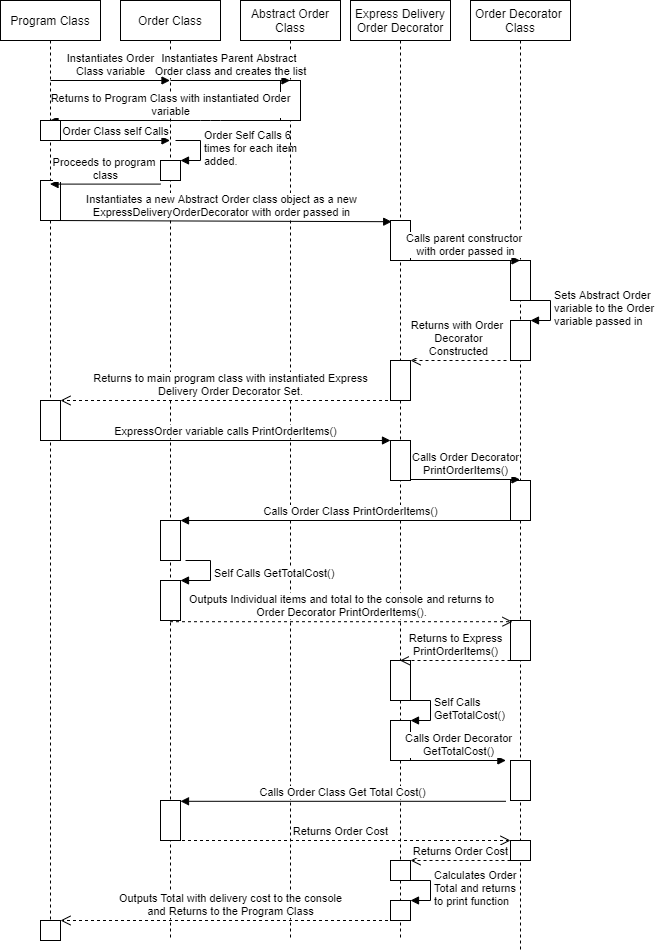 Program Class
Order Class
Abstract Order
Class
Express Delivery
Order Decorator
Order Decorator
Class
Instantiates Order
Class variable
Instantiates Parent Abstract
Order class and creates the list
Returns to Program Class with instantiated Order
variable
Order Class self Calls
Order Self Calls 6
times for each item
added.
Proceeds to program
class
Instantiates a new Abstract Order class object as a new
ExpressDeliveryOrderDecorator with order passed in
Calls parent constructor
with order passed in
Sets Abstract Order
variable to the Order
variable passed in
Returns with Order
Decorator
Constructed
Returns to main program class with instantiated Express
Delivery Order Decorator Set.
ExpressOrder variable calls PrintOrderItems()
Calls Order Decorator
PrintOrderItems()
Calls Order Class PrintOrderItems()
Self Calls GetTotalCost()
Outputs Individual items and total to the console and returns to
Order Decorator PrintOrderItems().
Returns to Express
PrintOrderItems()
Self Calls
GetTotalCost()
Calls Order Decorator
GetTotalCost()
Calls Order Class Get Total Cost()
Returns Order Cost
Returns Order Cost
Calculates Order
Total and returns
to print function
Outputs Total with delivery cost to the console
and Returns to the Program Class